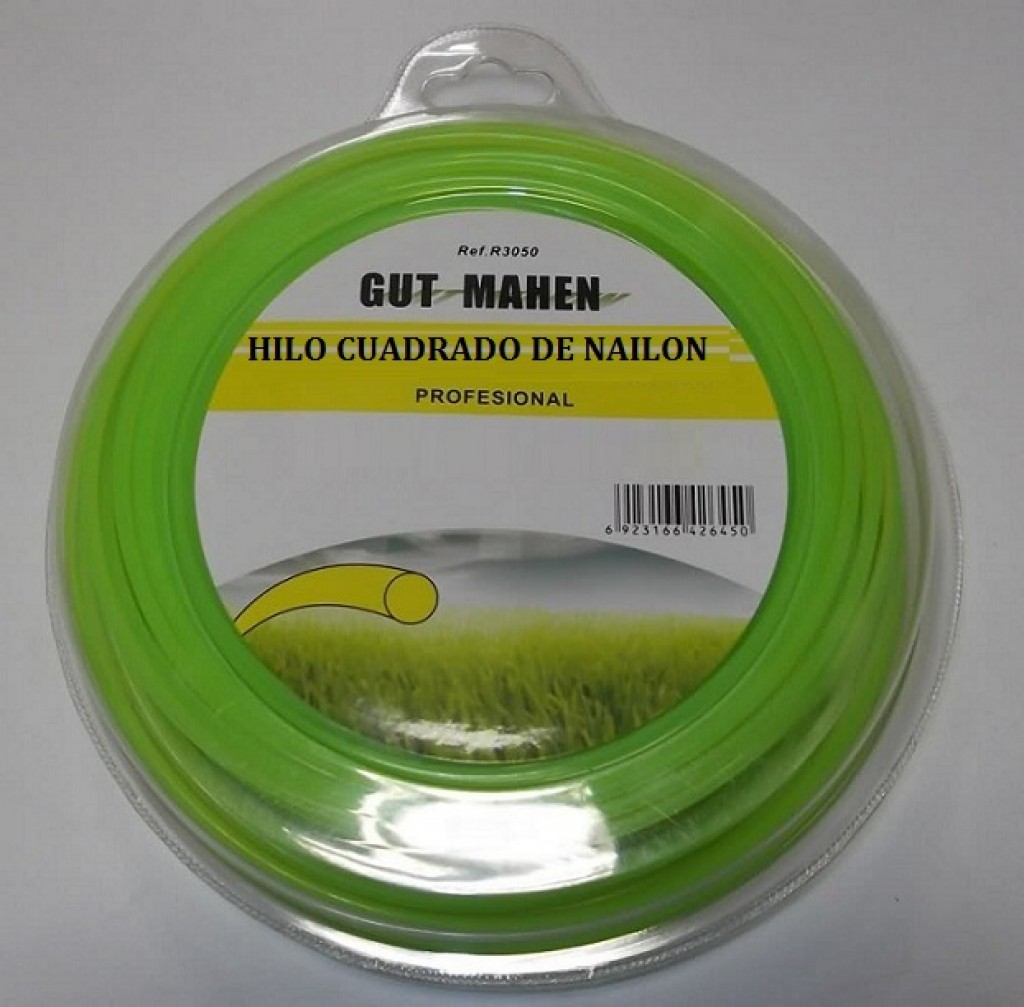 Ref.R3050
GUT MAHEN
HILO CUADRADO DE NAILON
PROFESIONAL
6 923166 426450